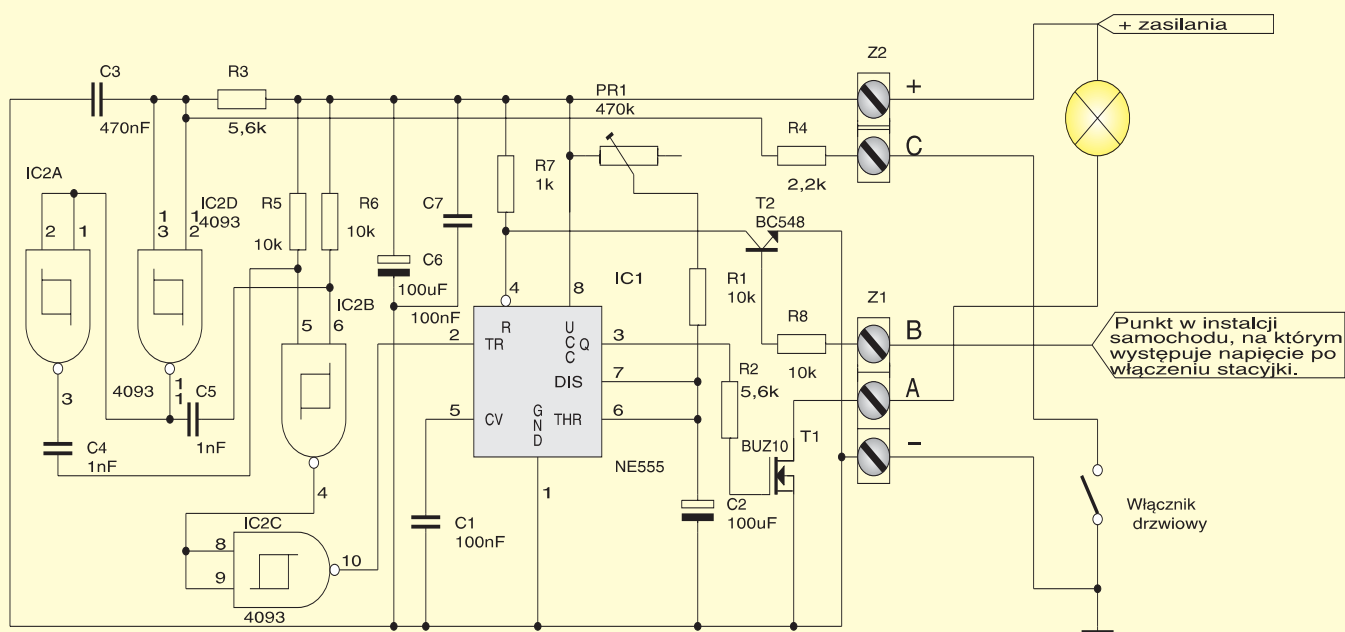 + zasilania
Z2
C3
R3
PR1
470k
+
470nF
5,6k
R4
C
2,2k
IC2A
IC2D
4093
R5
10k
R6
10k
C7
R7
1k
T2
BC548
2
1
1
3
1
2
C6
100uF
100nF
IC1
R1
10k
Z1
R8
10k
B
Punkt w instalcji
samochodu, na którym
występuje napięcie po
włączeniu stacyjki.
IC2B
5
6
4
8
R
TR
U
C
C
Q
DIS
CV
G
N
D
THR
NE555
2
3
7
5
6
1
R2
5,6k
A
-
BUZ10
T1
3
4093
1
1
C5
1nF
C4
1nF
4
IC2C
8
9
10
4093
C1
100nF
C2
100uF
Włącznik
drzwiowy